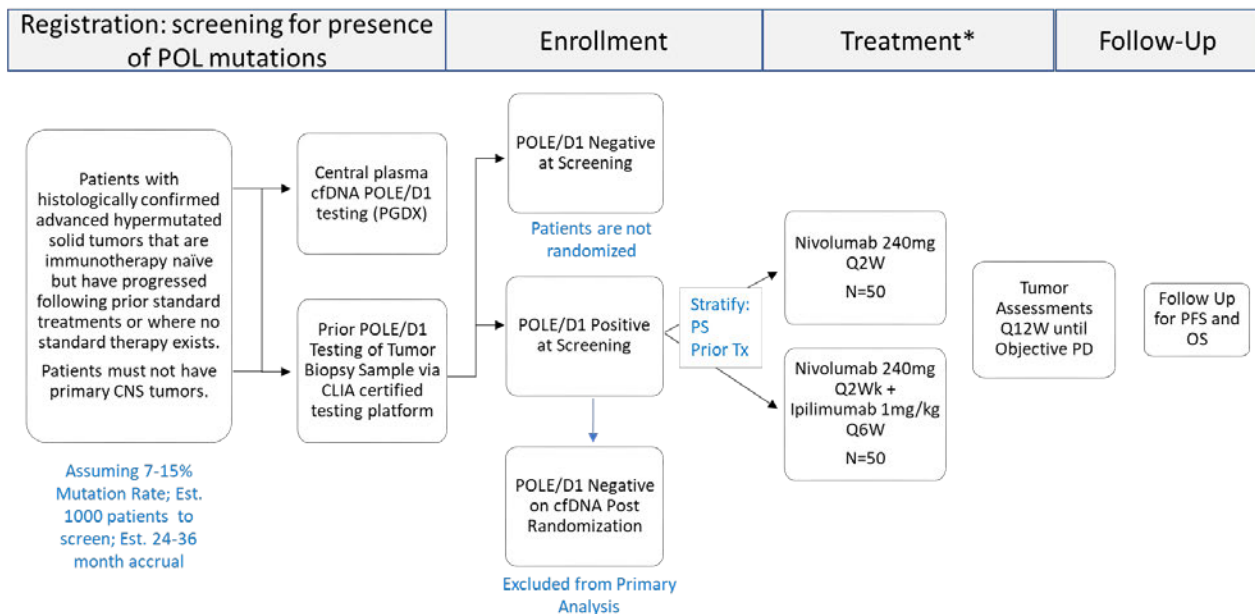 Registration: screening for presence
of POL mutations
Enrollment
Treatment*
Follow-Up
Patients with
histologically confirmed
advanced hypermutated
solid tumors that are
immunotherapy naïve
but have progressed
following prior standard
treatments or where no
standard therapy exists.
Patients must not have
primary CNS tumors.
Assuming 7-15%
Mutation Rate; Est.
1000 patients to
screen; Est. 24-36
month accrual
Central plasma
cfDNA POLE/D1
testing (PGDX)
Prior POLE/D1
Testing of Tumor
Biopsy Sample via
CLIA certified
testing platform
POLE/D1 Negative
at Screening
Patients are not
randomized
POLE/D1 Positive
at Screening
POLE/D1 Negative
on cfDNA Post
Randomization
Excluded from Primary
Analysis
Stratify:
PS
Prior Tx
Nivolumab 240mg
Q2W
N=50
Nivolumab 240mg
Q2Wk +
Ipilimumab 1mg/kg
Q6W
N=50
Tumor
Assessments
Q12W until
Objective PD
Follow Up
for PFS and
OS